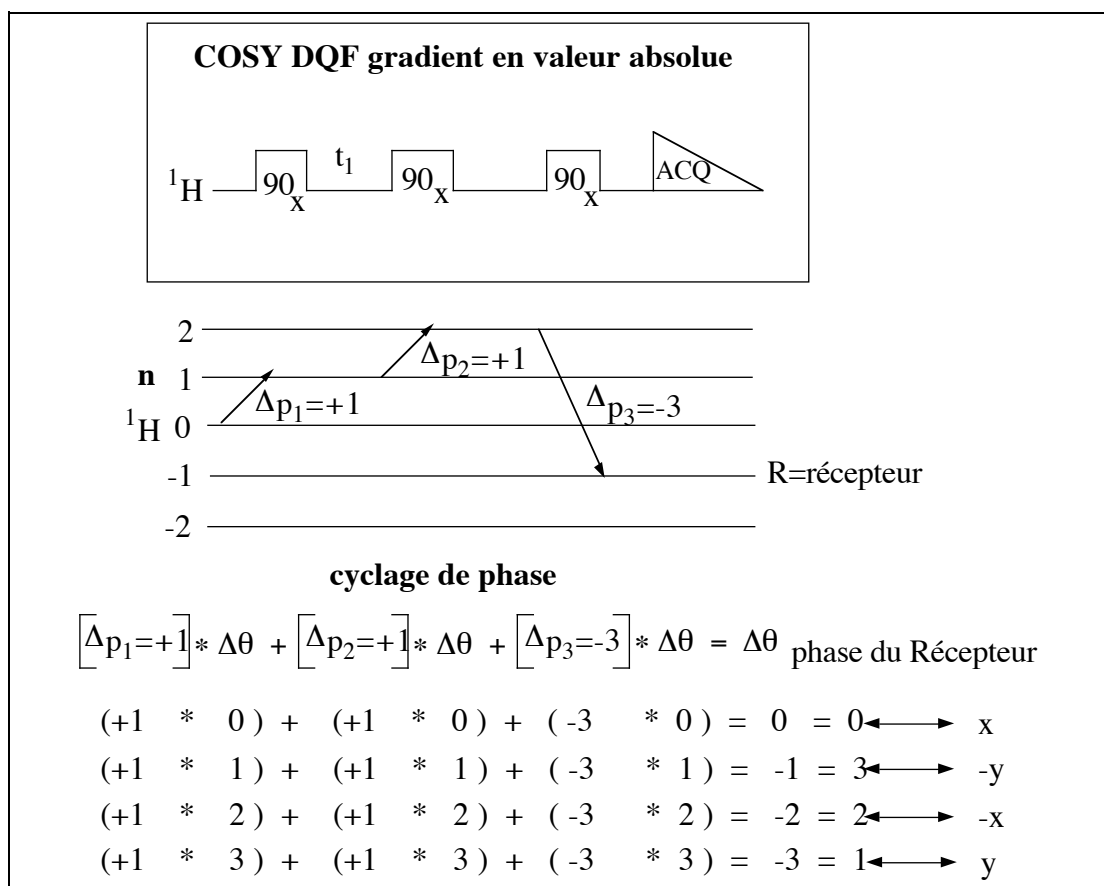 COSY DQF gradient en valeur absolue
t1
1H 90x 90x 90x ACQ
2
Δp2=+1
n 1
Δp1=+1 Δp3=-3
1H 0
-1 R=récepteur
-2
cyclage de phase
[Δp1=+1]* Δθ + [Δp2=+1]* Δθ + [Δp3=-3]* Δθ = Δθ phase du Récepteur
(+1 * 0 ) + (+1 * 0 ) + ( -3 * 0 ) = 0 = 0 ↔ x
(+1 * 1 ) + (+1 * 1 ) + ( -3 * 1 ) = -1 = 3 ↔ -y
(+1 * 2 ) + (+1 * 2 ) + ( -3 * 2 ) = -2 = 2 ↔ -x
(+1 * 3 ) + (+1 * 3 ) + ( -3 * 3 ) = -3 = 1 ↔ y